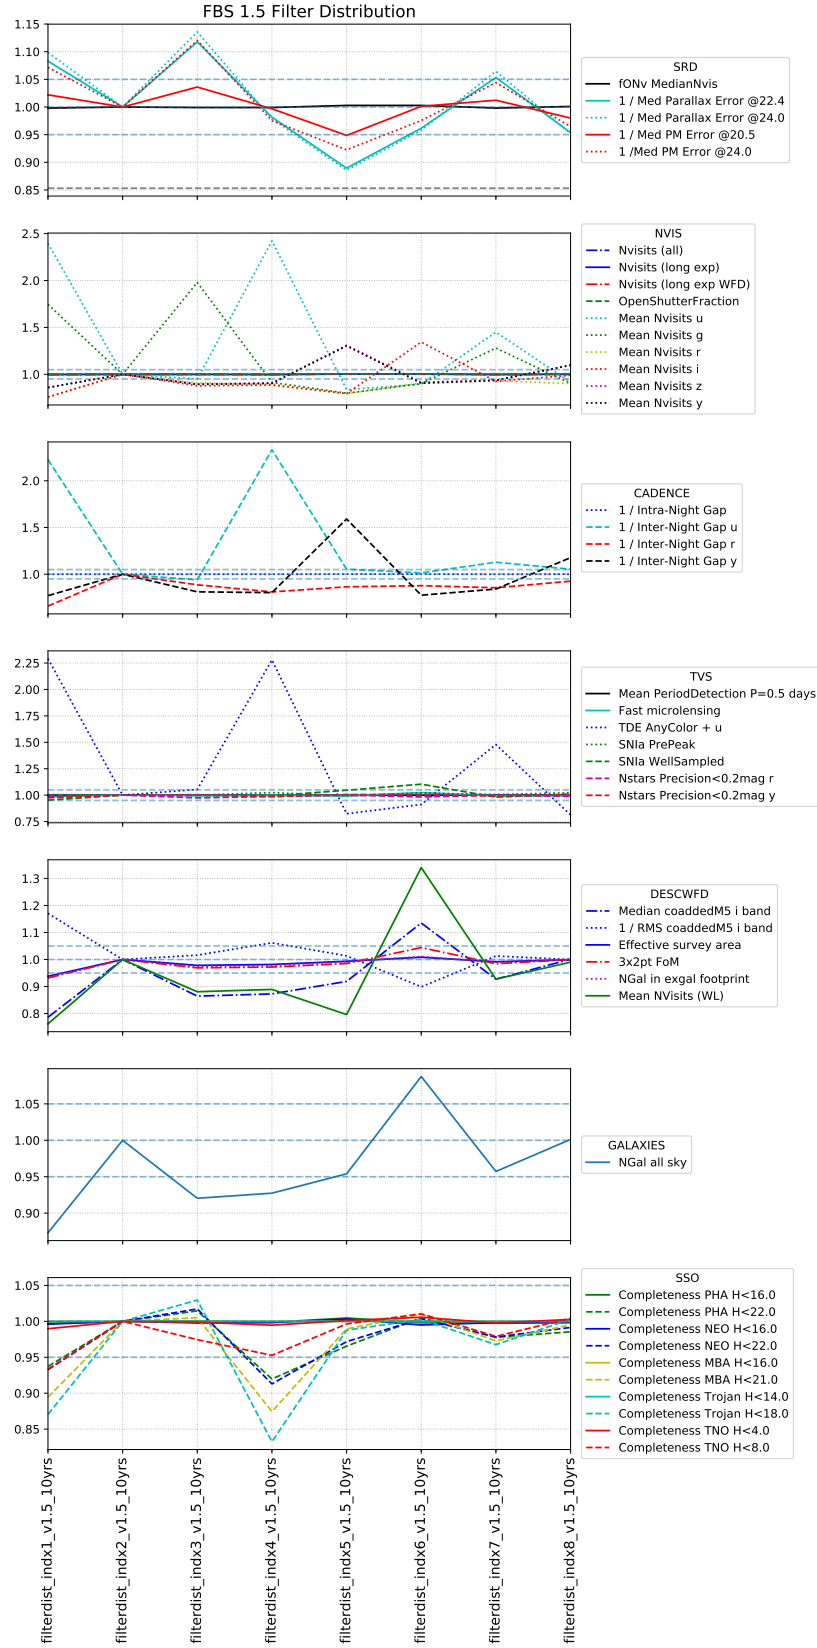 FBS 1.5 Filter Distribution
1.15
1.10
1.05
1.00
0.95
0.90
0.85
SRD
fONv MedianNvis
1 / Med Parallax Error @22.4
1 / Med Parallax Error @24.0
1 / Med PM Error @20.5
1 /Med PM Error @24.0
2.5
2.0
1.5
1.0
NVIS
Nvisits (all)
Nvisits (long exp)
Nvisits (long exp WFD)
OpenShutterFraction
Mean Nvisits u
Mean Nvisits g
Mean Nvisits r
Mean Nvisits i
Mean Nvisits z
Mean Nvisits y
2.0
1.5
1.0
CADENCE
1 / Intra-Night Gap
1 / Inter-Night Gap u
1 / Inter-Night Gap r
1 / Inter-Night Gap y
2.25
2.00
1.75
1.50
1.25
1.00
0.75
TVS
Mean PeriodDetection P=0.5 days
Fast microlensing
TDE AnyColor + u
SNIa PrePeak
SNIa WellSampled
Nstars Precision<0.2mag r
Nstars Precision<0.2mag y
1.3
1.2
1.1
1.0
0.9
0.8
DESCWFD
Median coaddedM5 i band
1 / RMS coaddedM5 i band
Effective survey area
3x2pt FoM
NGal in exgal footprint
Mean NVisits (WL)
1.05
1.00
0.95
0.90
GALAXIES
NGal all sky
1.05
1.00
0.95
0.90
0.85
SSO
Completeness PHA H<16.0
Completeness PHA H<22.0
Completeness NEO H<16.0
Completeness NEO H<22.0
Completeness MBA H<16.0
Completeness MBA H<21.0
Completeness Trojan H<14.0
Completeness Trojan H<18.0
Completeness TNO H<4.0
Completeness TNO H<8.0
filterdist_indx1_v1.5_10yrs
filterdist_indx2_v1.5_10yrs
filterdist_indx3_v1.5_10yrs
filterdist_indx4_v1.5_10yrs
filterdist_indx5_v1.5_10yrs
filterdist_indx6_v1.5_10yrs
filterdist_indx7_v1.5_10yrs
filterdist_indx8_v1.5_10yrs